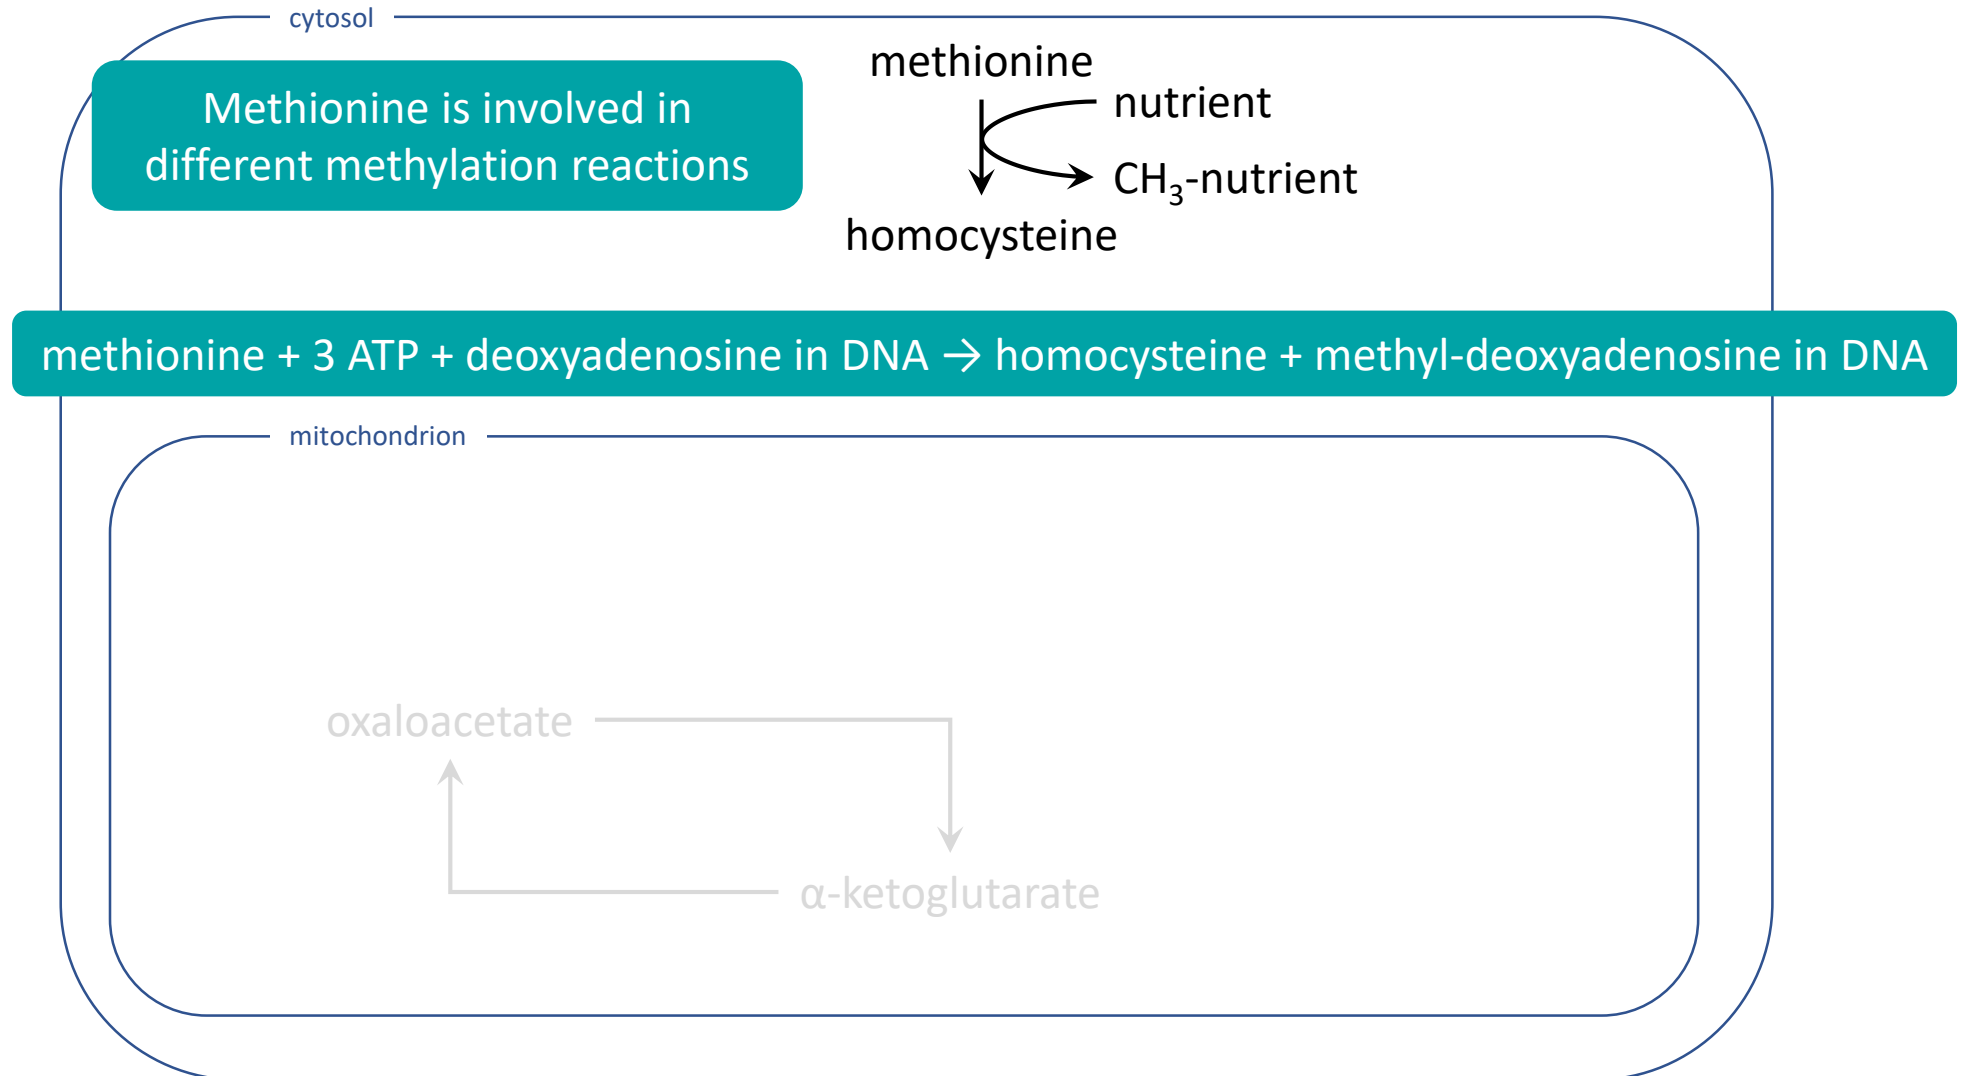 cytosol
Methionine is involved in
different methylation reactions
methionine
nutrient
CH₃-nutrient
homocysteine
methionine + 3 ATP + deoxyadenosine in DNA → homocysteine + methyl-deoxyadenosine in DNA
mitochondrion
oxaloacetate
α-ketoglutarate